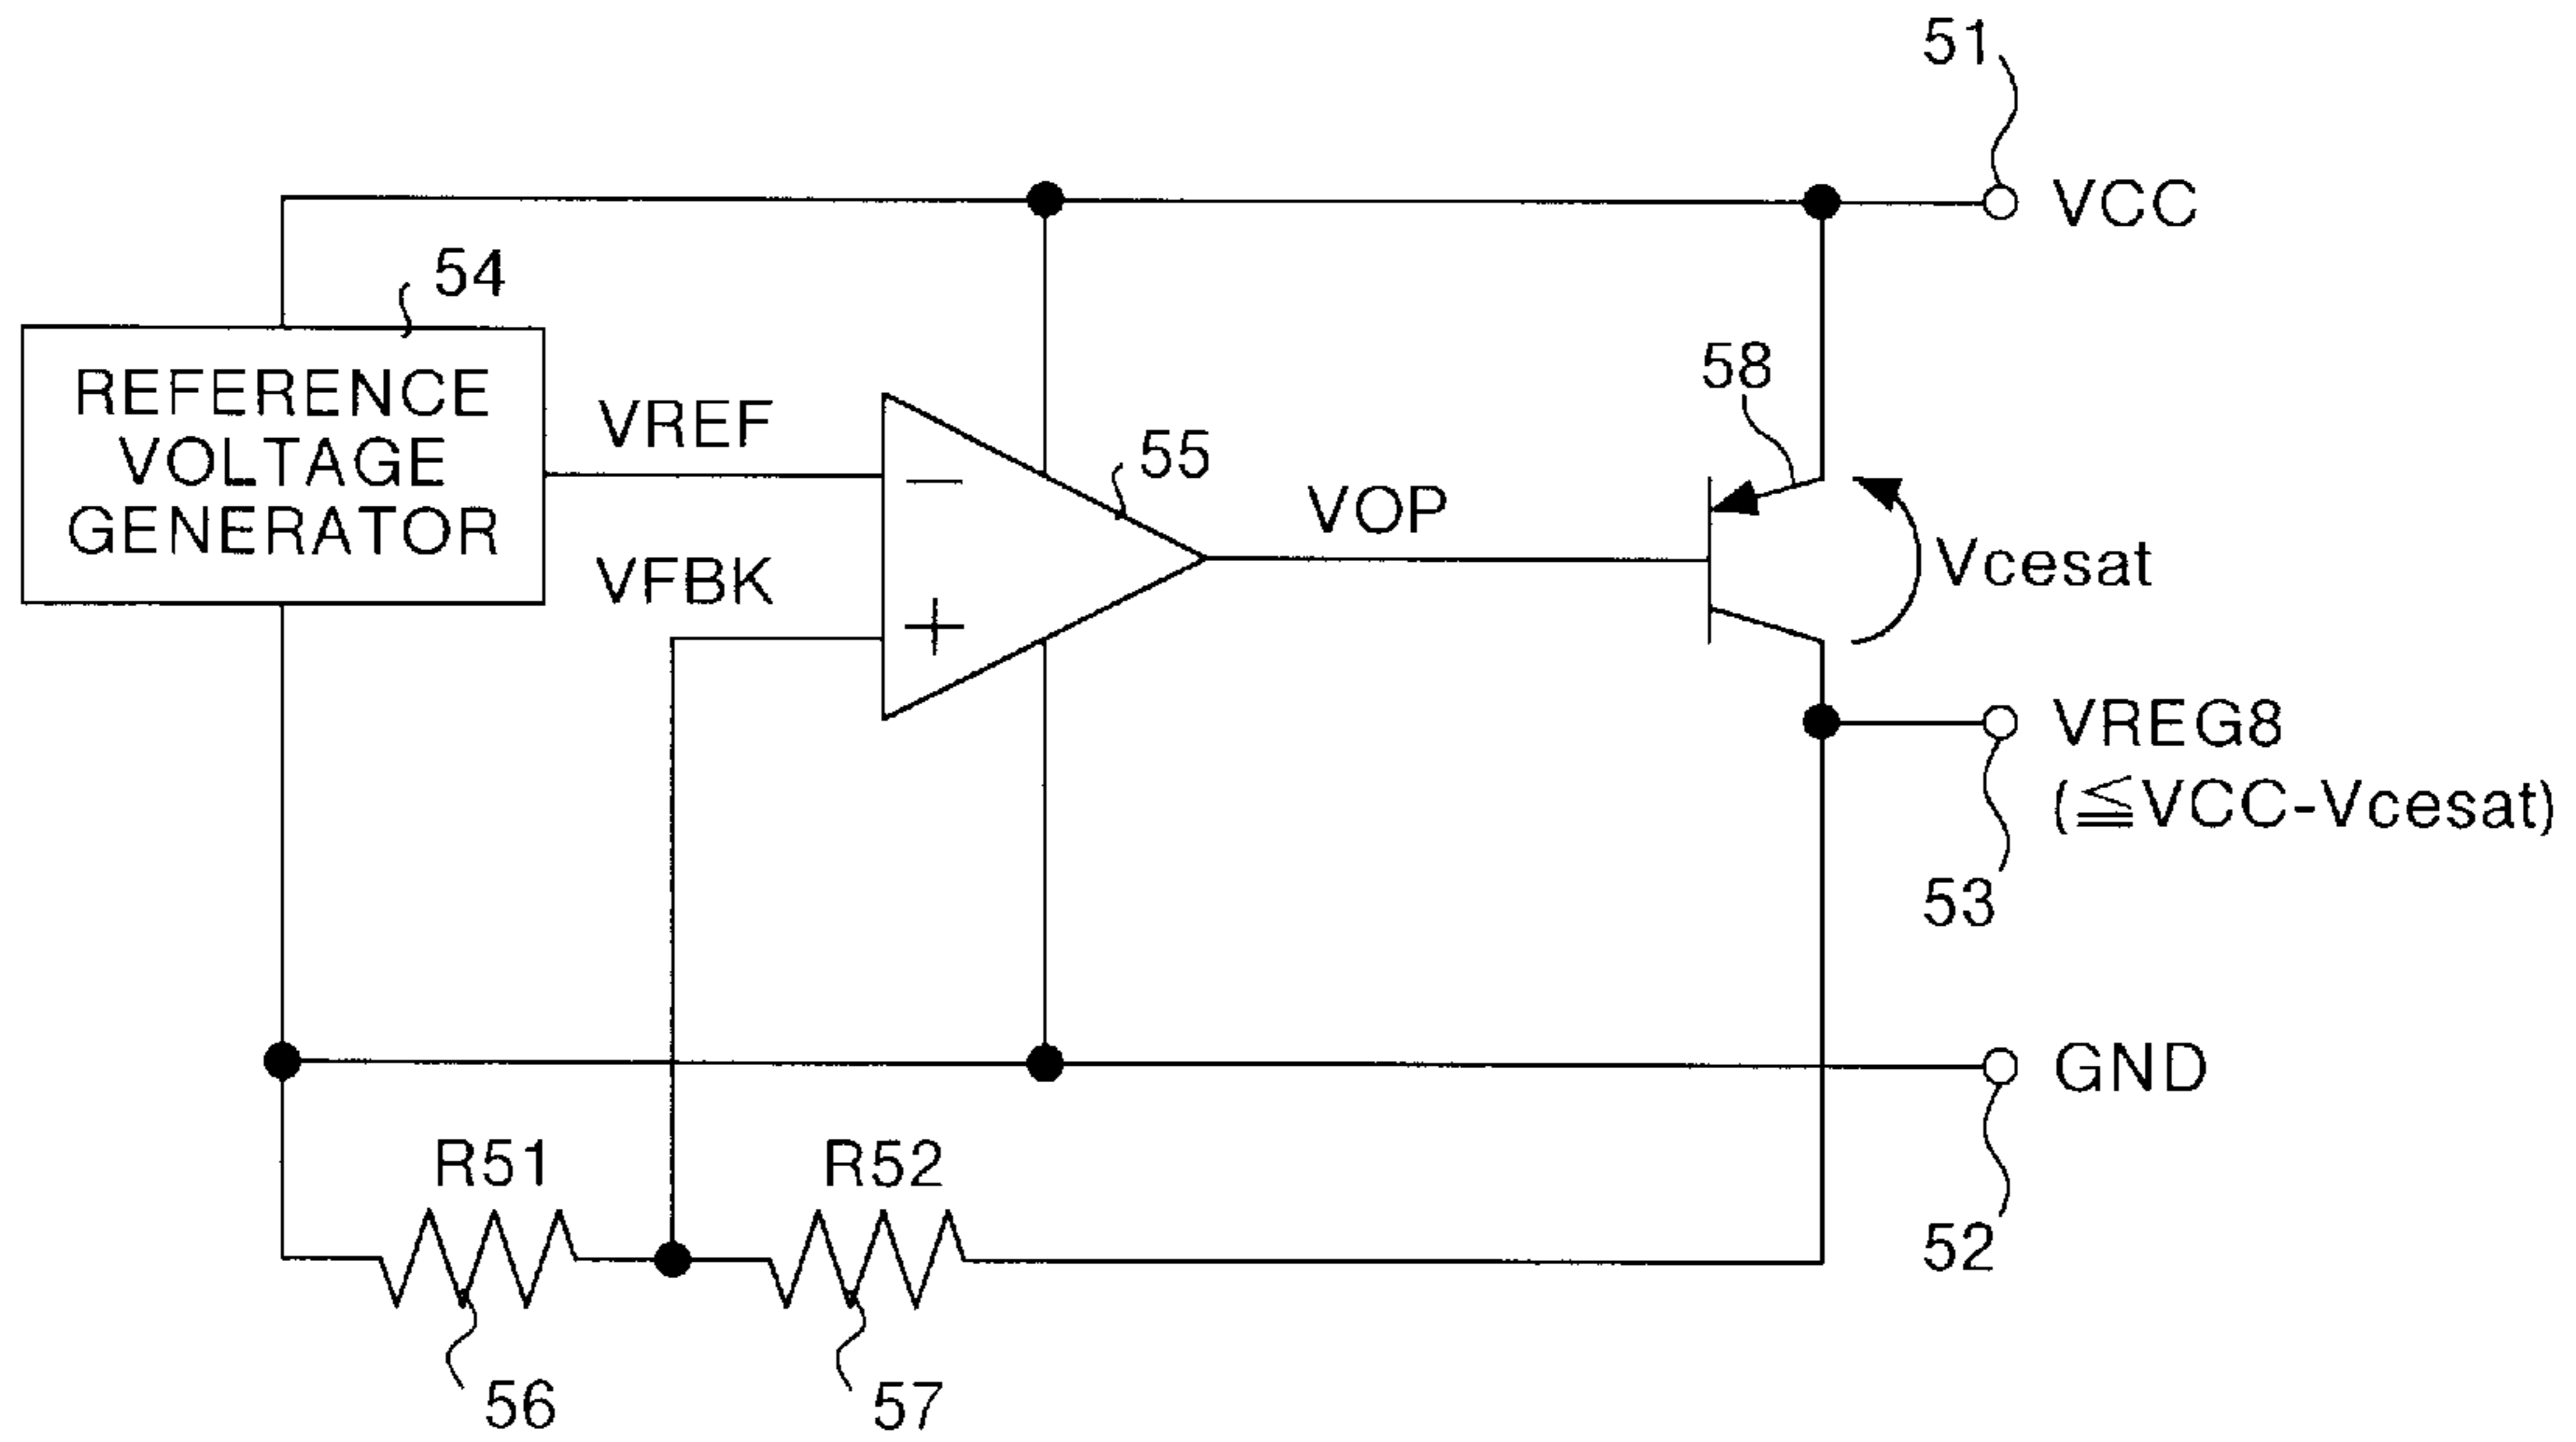 51
VCC
54
REFERENCE
VOLTAGE
GENERATOR
VREF
VFBK
−
+
55
VOP
58
Vcesat
VREG8
(≦VCC-Vcesat)
53
GND
52
R51
R52
56
57